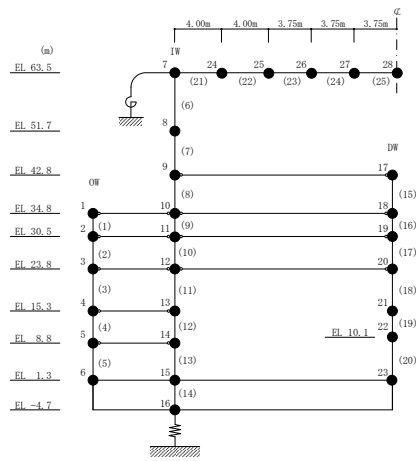 ℄
4.00m 4.00m 3.75m 3.75m 3.75m
(m) IW
EL 63.5 7 24 25 26 27 28
(21) (22) (23) (24) (25)
(6)
EL 51.7 8
(7) DW
EL 42.8 9 17
OW (8) (15)
EL 34.8 1 10 18
(1) (9) (16)
EL 30.5 2 11 19
(2) (10) (17)
EL 23.8 3 12 20
(3) (11) (18)
EL 15.3 4 13 21
(4) (12) EL 10.1 22 (19)
EL 8.8 5 14
(5) (13) (20)
EL 1.3 6 15 23
(14)
EL -4.7 16